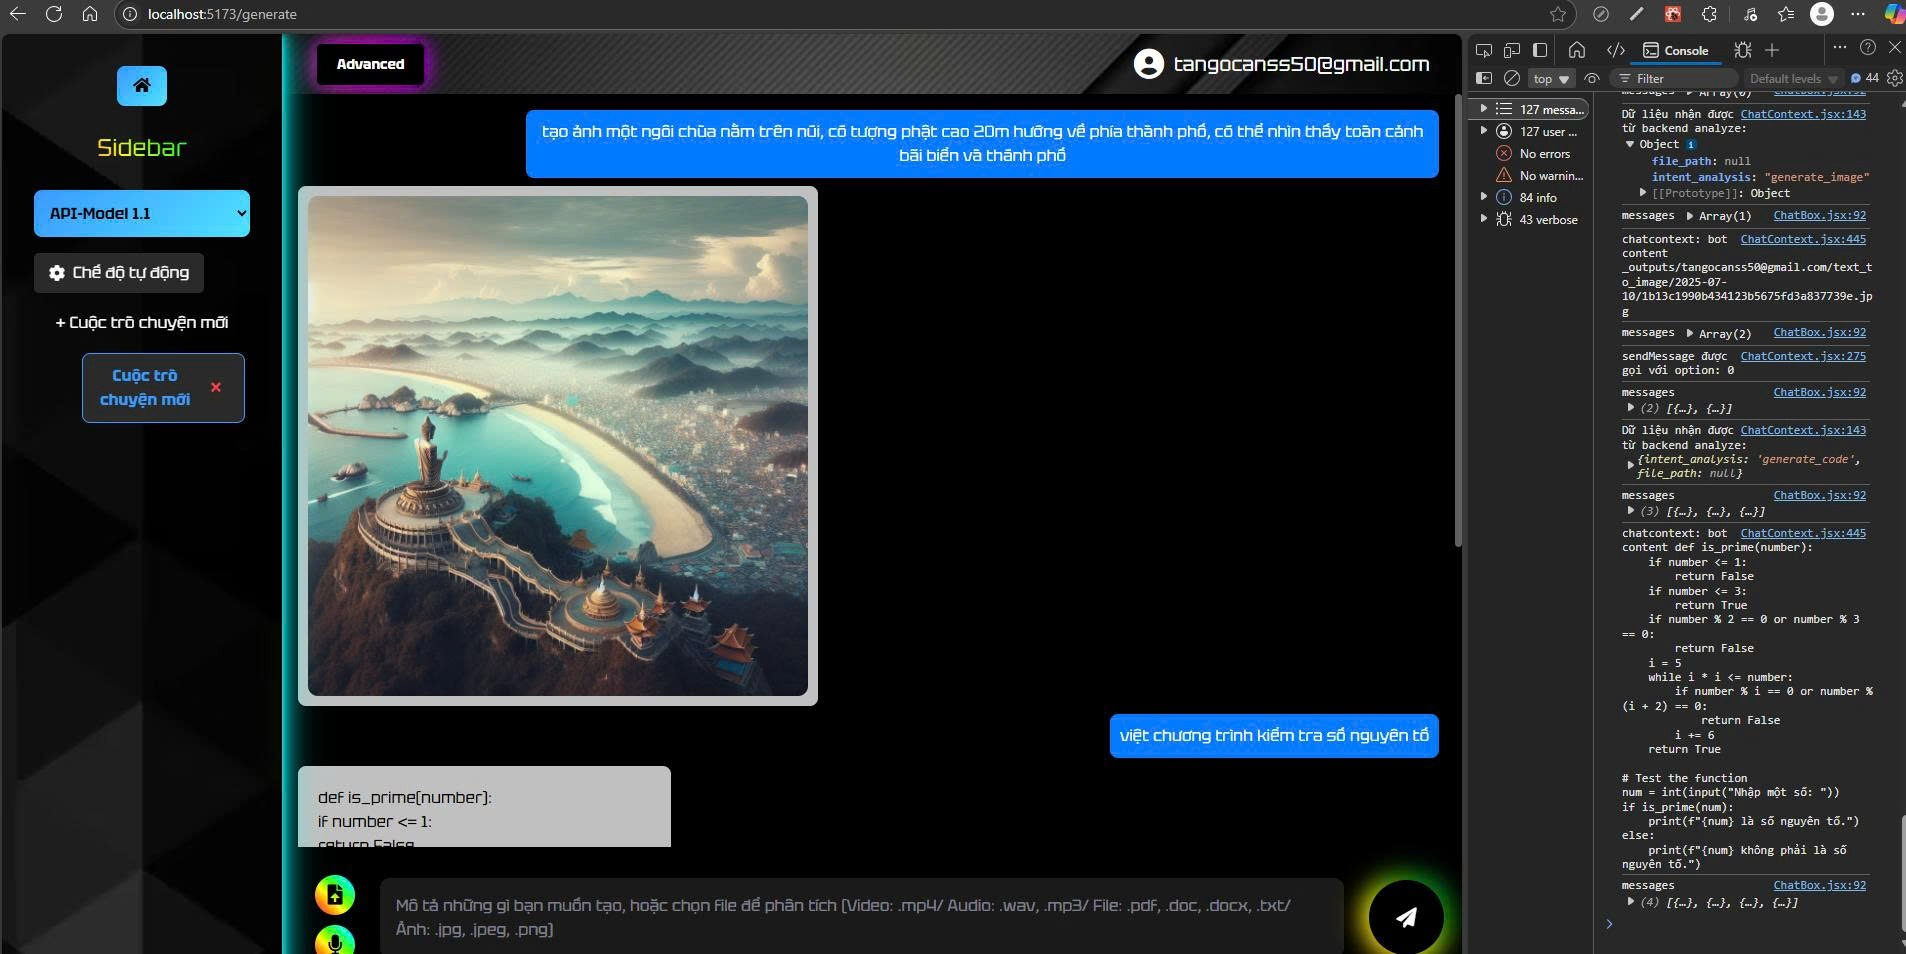 localhost:5173/generate
Sidebar
API-Model 1.1
Chế độ tự động
+ Cuộc trò chuyện mới
Cuộc trò
chuyện mới
×
Advanced
tangocanss50@gmail.com
tạo ảnh một ngôi chùa nằm trên núi, có tượng phật cao 20m hướng về phía thành phố, có thể nhìn thấy toàn cảnh
bãi biển và thành phố
việt chương trình kiểm tra số nguyên tố
def is_prime(number):
if number <= 1:
return False
Mô tả những gì bạn muốn tạo, hoặc chọn file để phân tích (Video: .mp4/ Audio: .wav, .mp3/ File: .pdf, .doc, .docx, .txt/
Ảnh: .jpg, .jpeg, .png)
Console
top
Filter
Default levels
44
127 messa...
127 user ...
No errors
No warnin...
84 info
43 verbose
messages Array(0) ChatBox.jsx:92
Dữ liệu nhận được ChatContext.jsx:143
từ backend analyze:
Object i
file_path: null
intent_analysis: "generate_image"
[[Prototype]]: Object
messages Array(1) ChatBox.jsx:92
chatcontext: bot ChatContext.jsx:445
content
_outputs/tangocanss50@gmail.com/text_t
o_image/2025-07-
10/1b13c1990b434123b5675fd3a837739e.jp
g
messages Array(2) ChatBox.jsx:92
sendMessage được ChatContext.jsx:275
gọi với option: 0
messages ChatBox.jsx:92
(2) [{…}, {…}]
Dữ liệu nhận được ChatContext.jsx:143
từ backend analyze:
{intent_analysis: 'generate_code',
file_path: null}
messages ChatBox.jsx:92
(3) [{…}, {…}, {…}]
chatcontext: bot ChatContext.jsx:445
content def is_prime(number):
if number <= 1:
return False
if number <= 3:
return True
if number % 2 == 0 or number % 3
== 0:
return False
i = 5
while i * i <= number:
if number % i == 0 or number %
(i + 2) == 0:
return False
i += 6
return True
# Test the function
num = int(input("Nhập một số: "))
if is_prime(num):
print(f"{num} là số nguyên tố.")
else:
print(f"{num} không phải là số
nguyên tố.")
messages ChatBox.jsx:92
(4) [{…}, {…}, {…}, {…}]